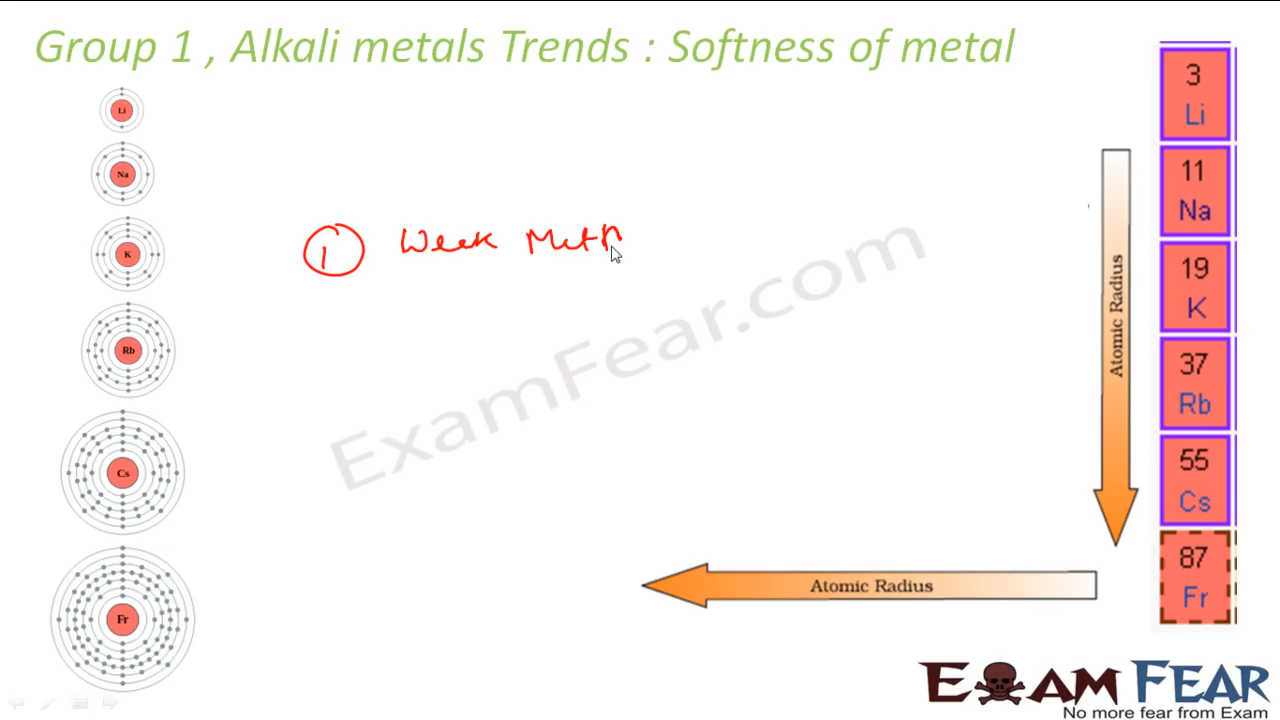 Group 1 , Alkali metals Trends : Softness of metal
Li
Na
K
Rb
Cs
Fr
1 Week Met
ExamFear.com
Atomic Radius
Atomic Radius
3
Li
11
Na
19
K
37
Rb
55
Cs
87
Fr
EXAM FEAR
No more fear from Exam